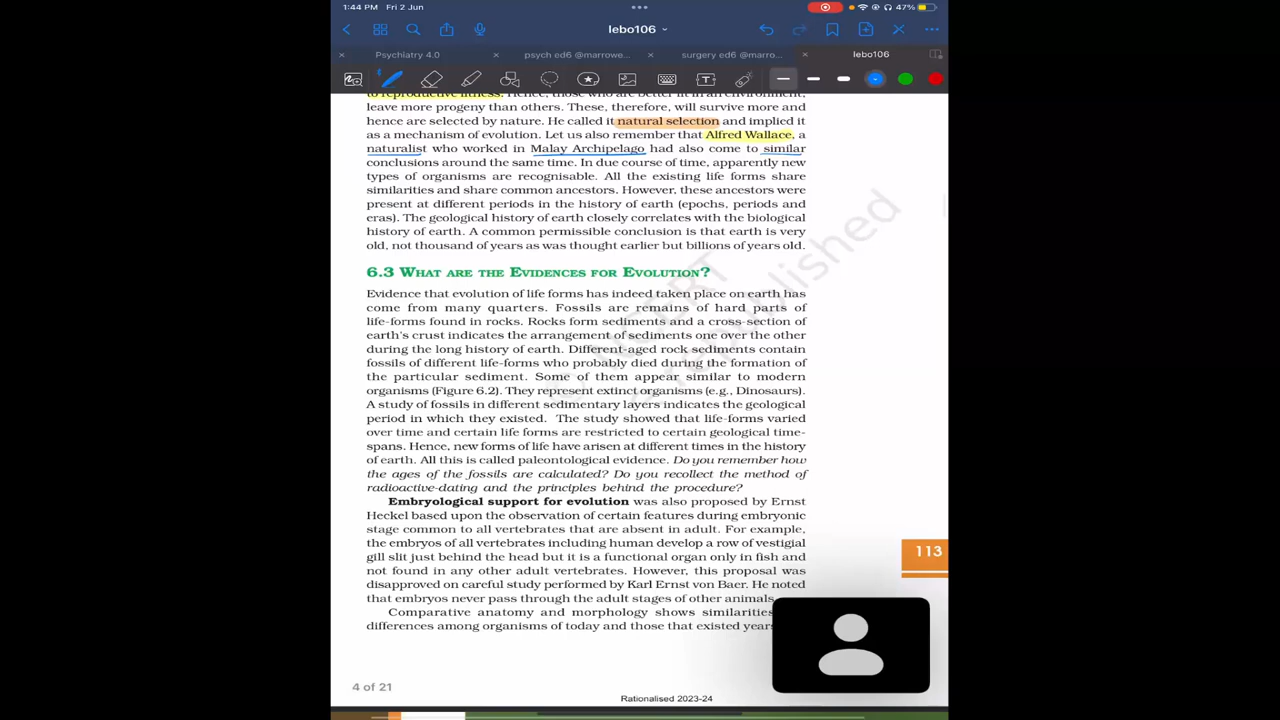 1:44 PM Fri 2 Jun
47%
lebo106
Psychiatry 4.0
psych ed6 @marrowe...
surgery ed6 @marro...
lebo106
to reproductive fitness. Hence, those who are better fit in an environment,
leave more progeny than others. These, therefore, will survive more and
hence are selected by nature. He called it natural selection and implied it
as a mechanism of evolution. Let us also remember that Alfred Wallace, a
naturalist who worked in Malay Archipelago had also come to similar
conclusions around the same time. In due course of time, apparently new
types of organisms are recognisable. All the existing life forms share
similarities and share common ancestors. However, these ancestors were
present at different periods in the history of earth (epochs, periods and
eras). The geological history of earth closely correlates with the biological
history of earth. A common permissible conclusion is that earth is very
old, not thousand of years as was thought earlier but billions of years old.
6.3 WHAT ARE THE EVIDENCES FOR EVOLUTION?
Evidence that evolution of life forms has indeed taken place on earth has
come from many quarters. Fossils are remains of hard parts of
life-forms found in rocks. Rocks form sediments and a cross-section of
earth's crust indicates the arrangement of sediments one over the other
during the long history of earth. Different-aged rock sediments contain
fossils of different life-forms who probably died during the formation of
the particular sediment. Some of them appear similar to modern
organisms (Figure 6.2). They represent extinct organisms (e.g., Dinosaurs).
A study of fossils in different sedimentary layers indicates the geological
period in which they existed. The study showed that life-forms varied
over time and certain life forms are restricted to certain geological time-
spans. Hence, new forms of life have arisen at different times in the history
of earth. All this is called paleontological evidence. Do you remember how
the ages of the fossils are calculated? Do you recollect the method of
radioactive-dating and the principles behind the procedure?
Embryological support for evolution was also proposed by Ernst
Heckel based upon the observation of certain features during embryonic
stage common to all vertebrates that are absent in adult. For example,
the embryos of all vertebrates including human develop a row of vestigial
gill slit just behind the head but it is a functional organ only in fish and
not found in any other adult vertebrates. However, this proposal was
disapproved on careful study performed by Karl Ernst von Baer. He noted
that embryos never pass through the adult stages of other animals.
Comparative anatomy and morphology shows similarities
differences among organisms of today and those that existed years
113
4 of 21
Rationalised 2023-24